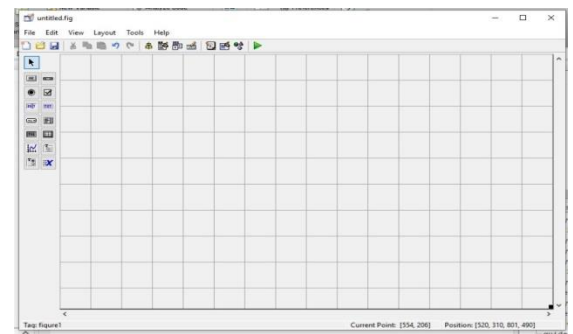 untitled.fig
File Edit View Layout Tools Help
Tag: figure1
Current Point: [554, 206] Position: [520, 310, 801, 490]